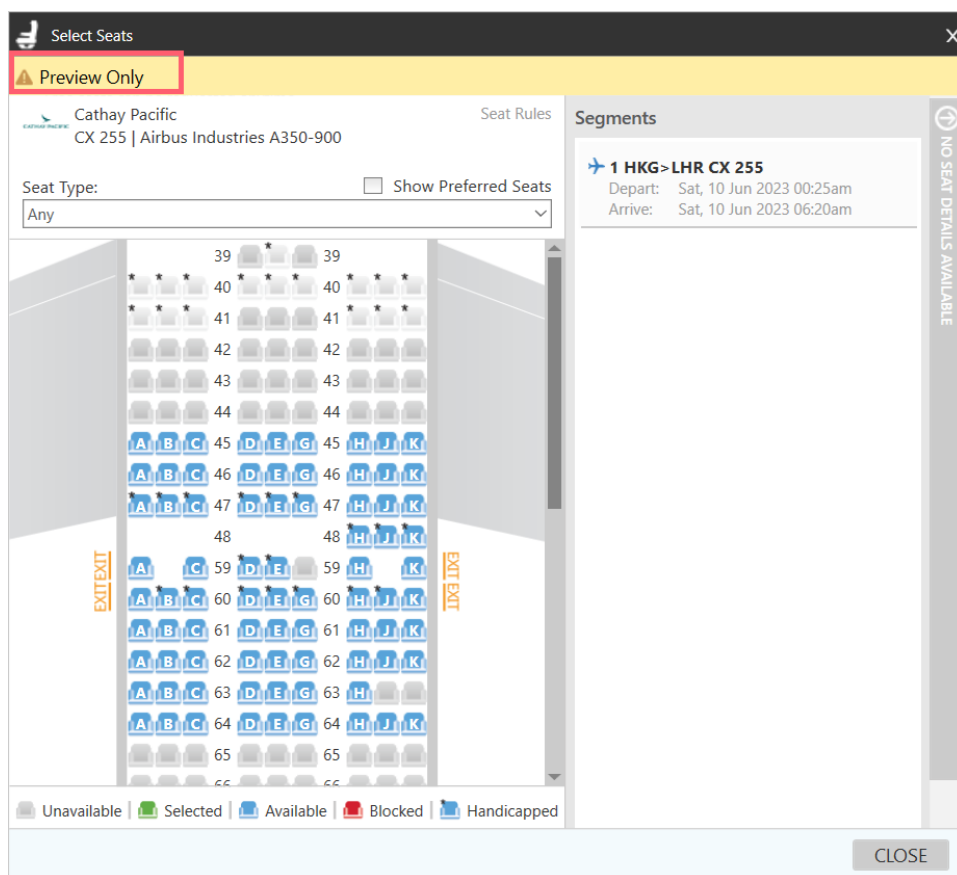 Select Seats
Preview Only
CATHAY PACIFIC
Cathay Pacific
Seat Rules
CX 255 | Airbus Industries A350-900
Seat Type:
Show Preferred Seats
Any
39 * 39
* * * 40 * * * 40 * * *
* * * 41 41 * * *
42 42
43 43
44 44
A B C 45 D E G 45 H J K
A B C 46 D E G 46 H J K
* A * B * C 47 * D * E * G 47 H J K
48 48 * H * J * K
A C 59 * D * E 59 H K
A * B * C 60 * D * E * G 60 * H * J K
A B C 61 D E G 61 H J K
A B C 62 D E G 62 H J K
A B C 63 D E G 63 H
A B C 64 D E G 64 H J K
65 65
66 66
EXIT EXIT
EXIT EXIT
Unavailable | Selected | Available | Blocked | * Handicapped
Segments
1 HKG>LHR CX 255
Depart: Sat, 10 Jun 2023 00:25am
Arrive: Sat, 10 Jun 2023 06:20am
NO SEAT DETAILS AVAILABLE
CLOSE